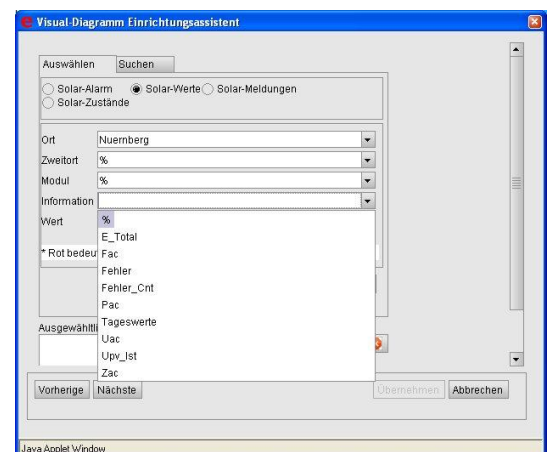 e Visual-Diagramm Einrichtungsassistent
Auswählen Suchen
Solar-Alarm Solar-Werte Solar-Meldungen
Solar-Zustände
Ort Nuernberg
Zweitort %
Modul %
Information
Wert %
E_Total
* Rot bedeu Fac
Fehler
Fehler_Cnt
Pac
Tageswerte
Ausgewähltli Uac
Upv_Ist
Zac
Vorherige Nächste Übernehmen Abbrechen
Java Applet Window